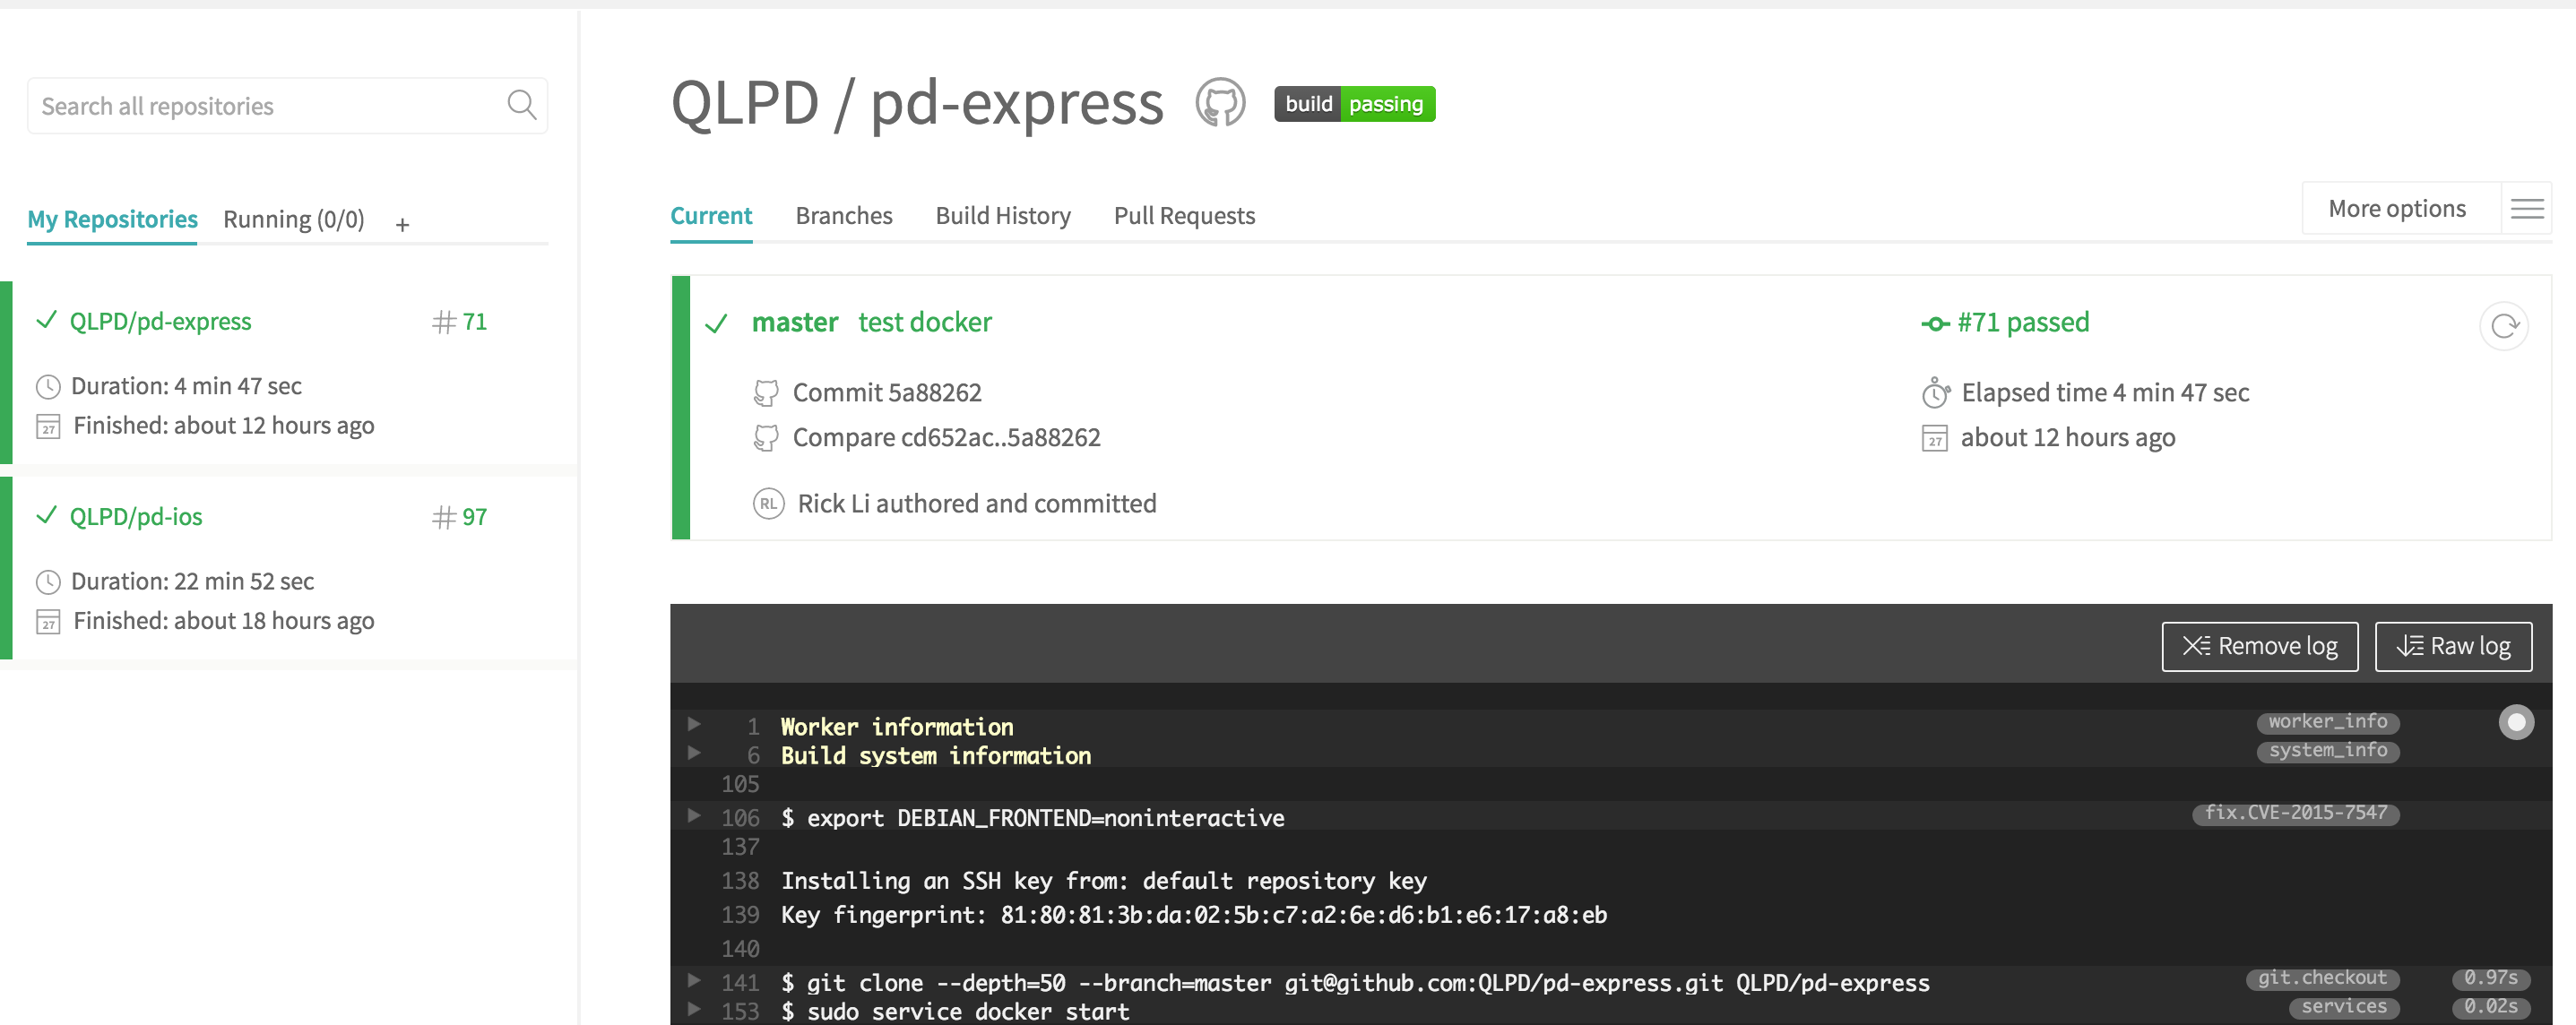 Search all repositories
My Repositories Running (0/0) +
QLPD/pd-express # 71
Duration: 4 min 47 sec
27 Finished: about 12 hours ago
QLPD/pd-ios # 97
Duration: 22 min 52 sec
27 Finished: about 18 hours ago
QLPD / pd-express build passing
Current Branches Build History Pull Requests More options
master test docker #71 passed
Commit 5a88262 Elapsed time 4 min 47 sec
Compare cd652ac..5a88262 27 about 12 hours ago
RL Rick Li authored and committed
Remove log Raw log
1 Worker information worker_info
6 Build system information system_info
105
106 $ export DEBIAN_FRONTEND=noninteractive fix.CVE-2015-7547
137
138 Installing an SSH key from: default repository key
139 Key fingerprint: 81:80:81:3b:da:02:5b:c7:a2:6e:d6:b1:e6:17:a8:eb
140
141 $ git clone --depth=50 --branch=master git@github.com:QLPD/pd-express.git QLPD/pd-express git.checkout 0.97s
153 $ sudo service docker start services 0.02s